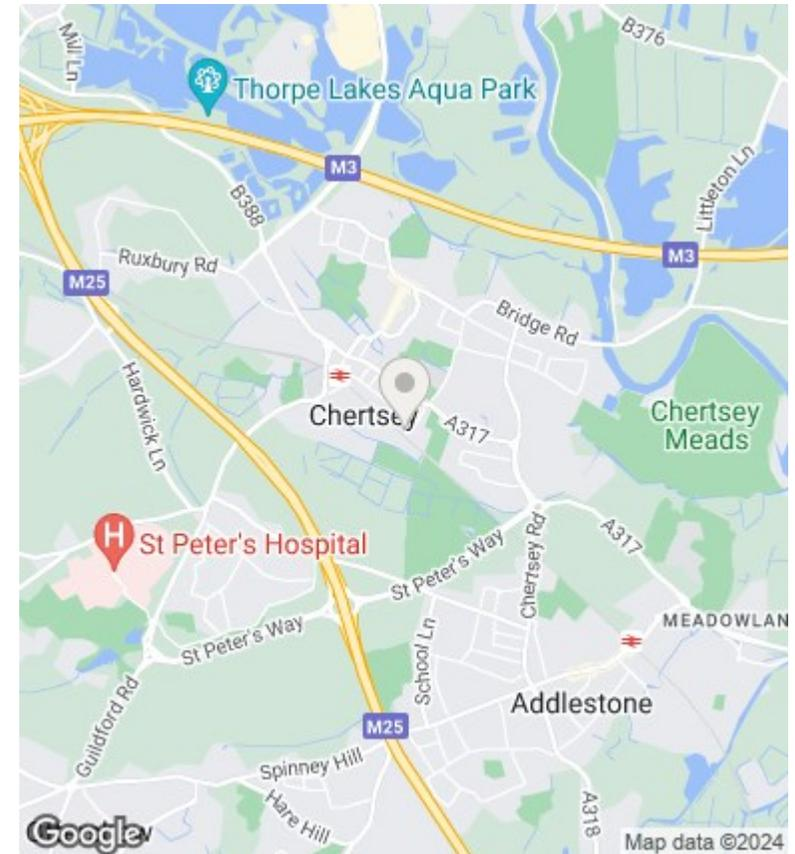 Mill Ln
B376
Thorpe Lakes Aqua Park
M3
Littleton Ln
B388
Ruxbury Rd
M3
M25
Bridge Rd
Hardwick Ln
Chertsey
A317
Chertsey
Meads
St Peter's Hospital
A317
St Peter's Way
Chertsey Rd
MEADOWLAN
St Peter's Way
School Ln
Guildford Rd
Addlestone
M25
Spinney Hill
Hare Hill
A318
Google
Map data ©2024